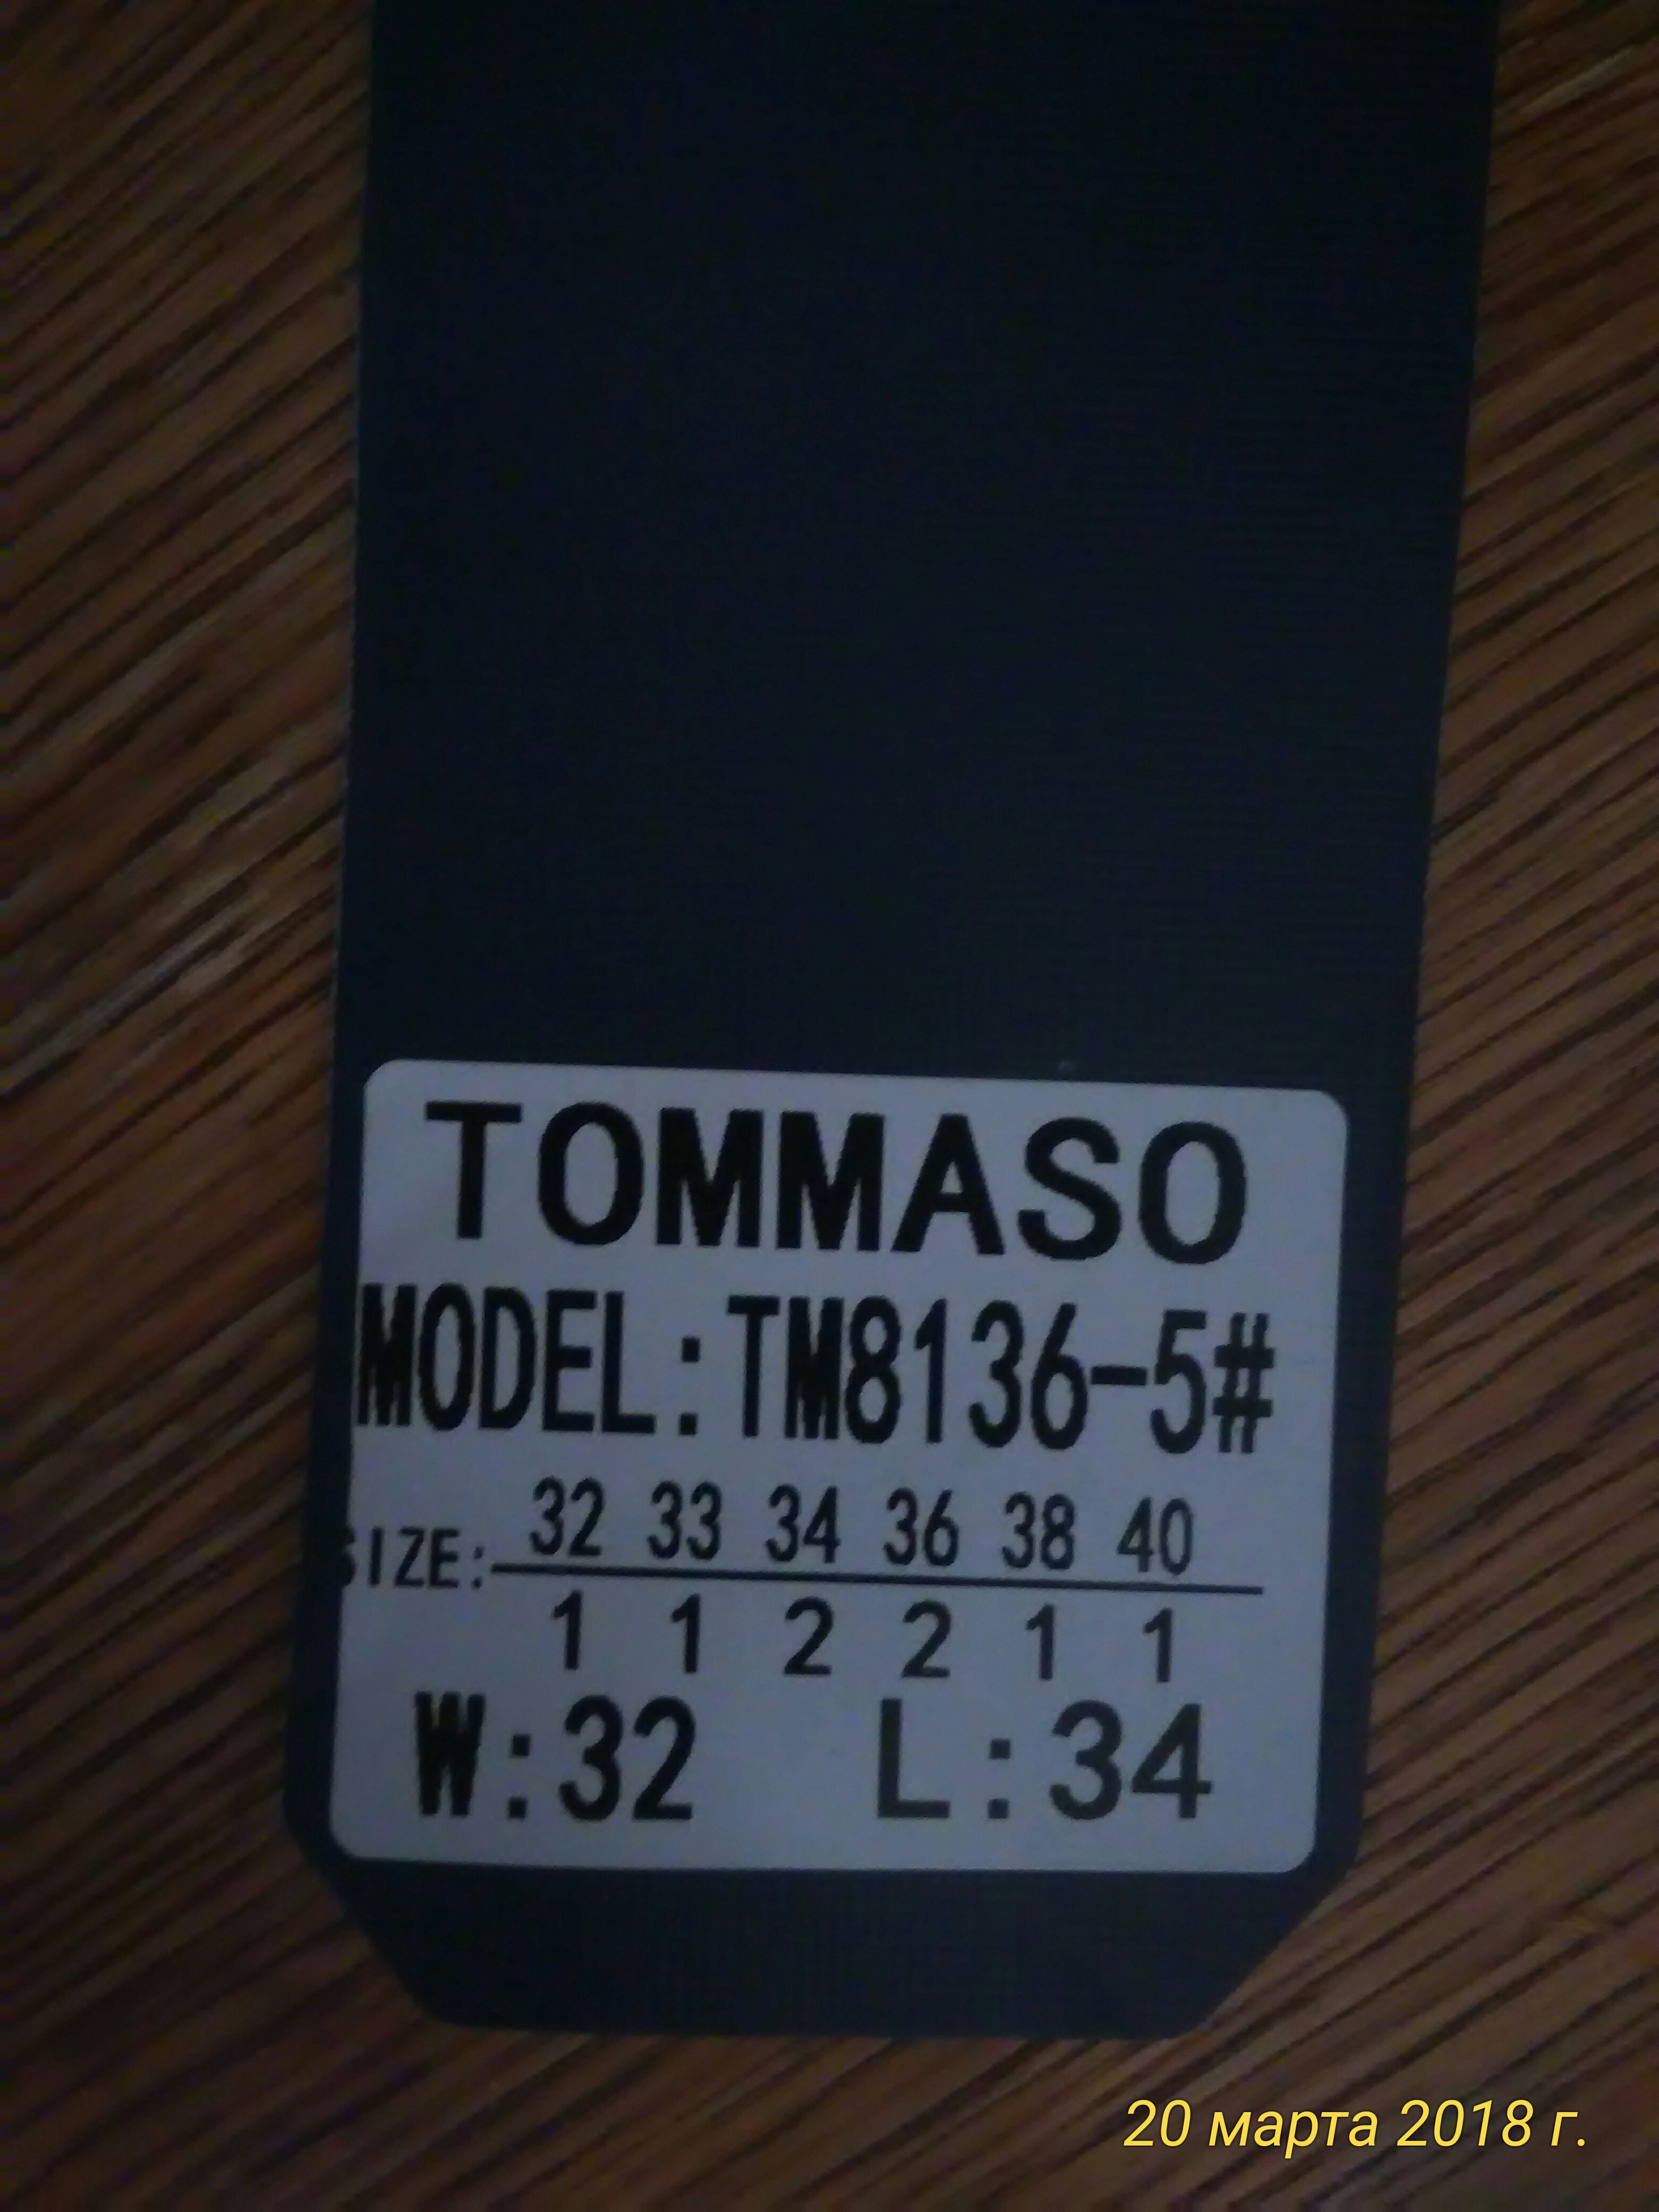 TOMMASO
MODEL:TM8136-5#
SIZE: 32 33 34 36 38 40
1 1 2 2 1 1
W:32 L:34
20 марта 2018 г.